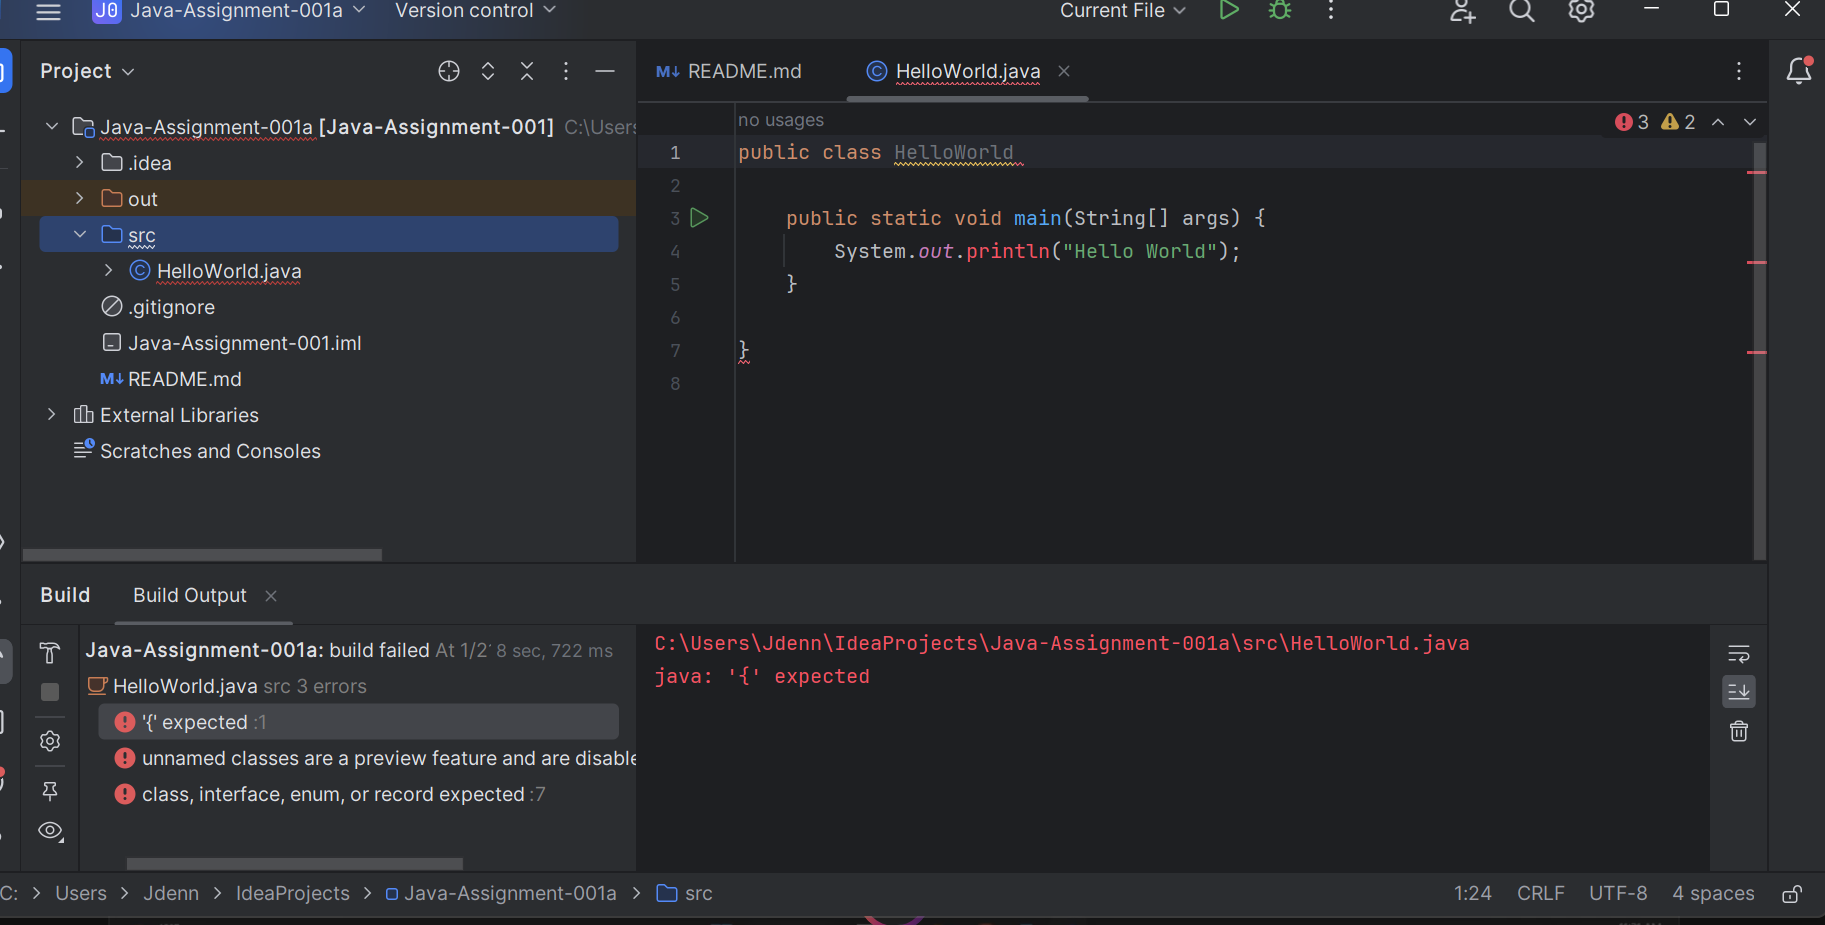 J0 Java-Assignment-001a Version control Current File
Project
README.md HelloWorld.java
Java-Assignment-001a [Java-Assignment-001] C:\Users
.idea
out
src
HelloWorld.java
.gitignore
Java-Assignment-001.iml
M↓ README.md
External Libraries
Scratches and Consoles
no usages
3 2
1 public class HelloWorld
2
3 public static void main(String[] args) {
4 System.out.println("Hello World");
5 }
6
7 }
8
Build Build Output
Java-Assignment-001a: build failed At 1/2 8 sec, 722 ms
HelloWorld.java src 3 errors
'{' expected :1
unnamed classes are a preview feature and are disable
class, interface, enum, or record expected :7
C:\Users\Jdenn\IdeaProjects\Java-Assignment-001a\src\HelloWorld.java
java: '{' expected
C: > Users > Jdenn > IdeaProjects > Java-Assignment-001a > src 1:24 CRLF UTF-8 4 spaces